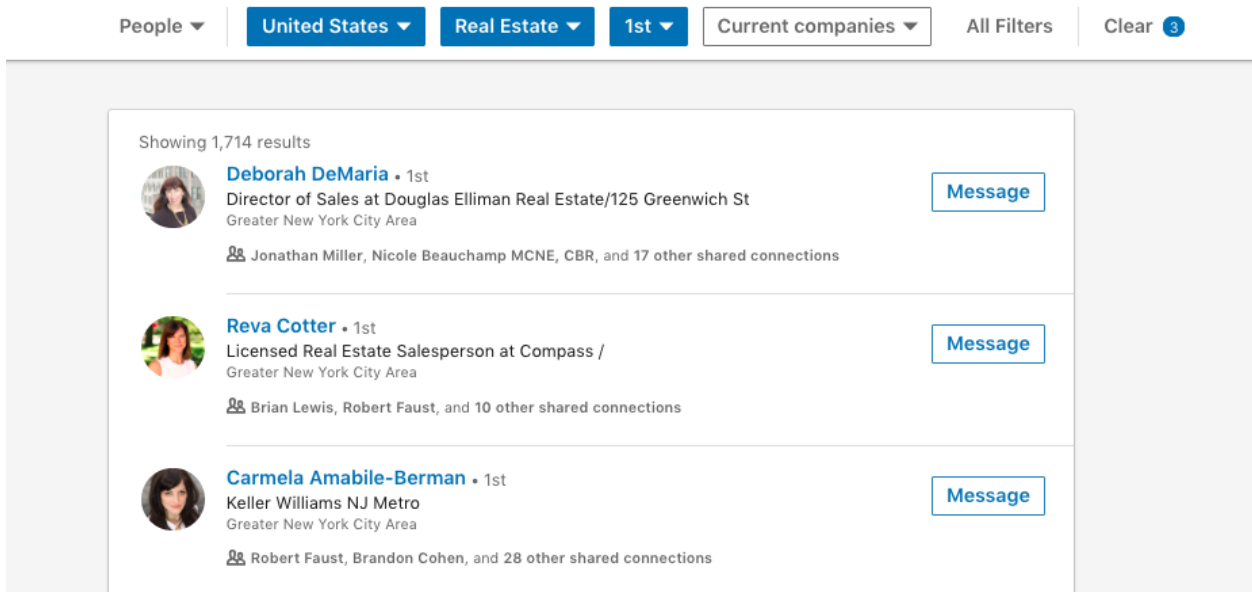 People United States Real Estate 1st Current companies All Filters Clear 3
Showing 1,714 results
Deborah DeMaria • 1st
Director of Sales at Douglas Elliman Real Estate/125 Greenwich St
Greater New York City Area
Jonathan Miller, Nicole Beauchamp MCNE, CBR, and 17 other shared connections
Message
Reva Cotter • 1st
Licensed Real Estate Salesperson at Compass /
Greater New York City Area
Brian Lewis, Robert Faust, and 10 other shared connections
Message
Carmela Amabile-Berman • 1st
Keller Williams NJ Metro
Greater New York City Area
Robert Faust, Brandon Cohen, and 28 other shared connections
Message